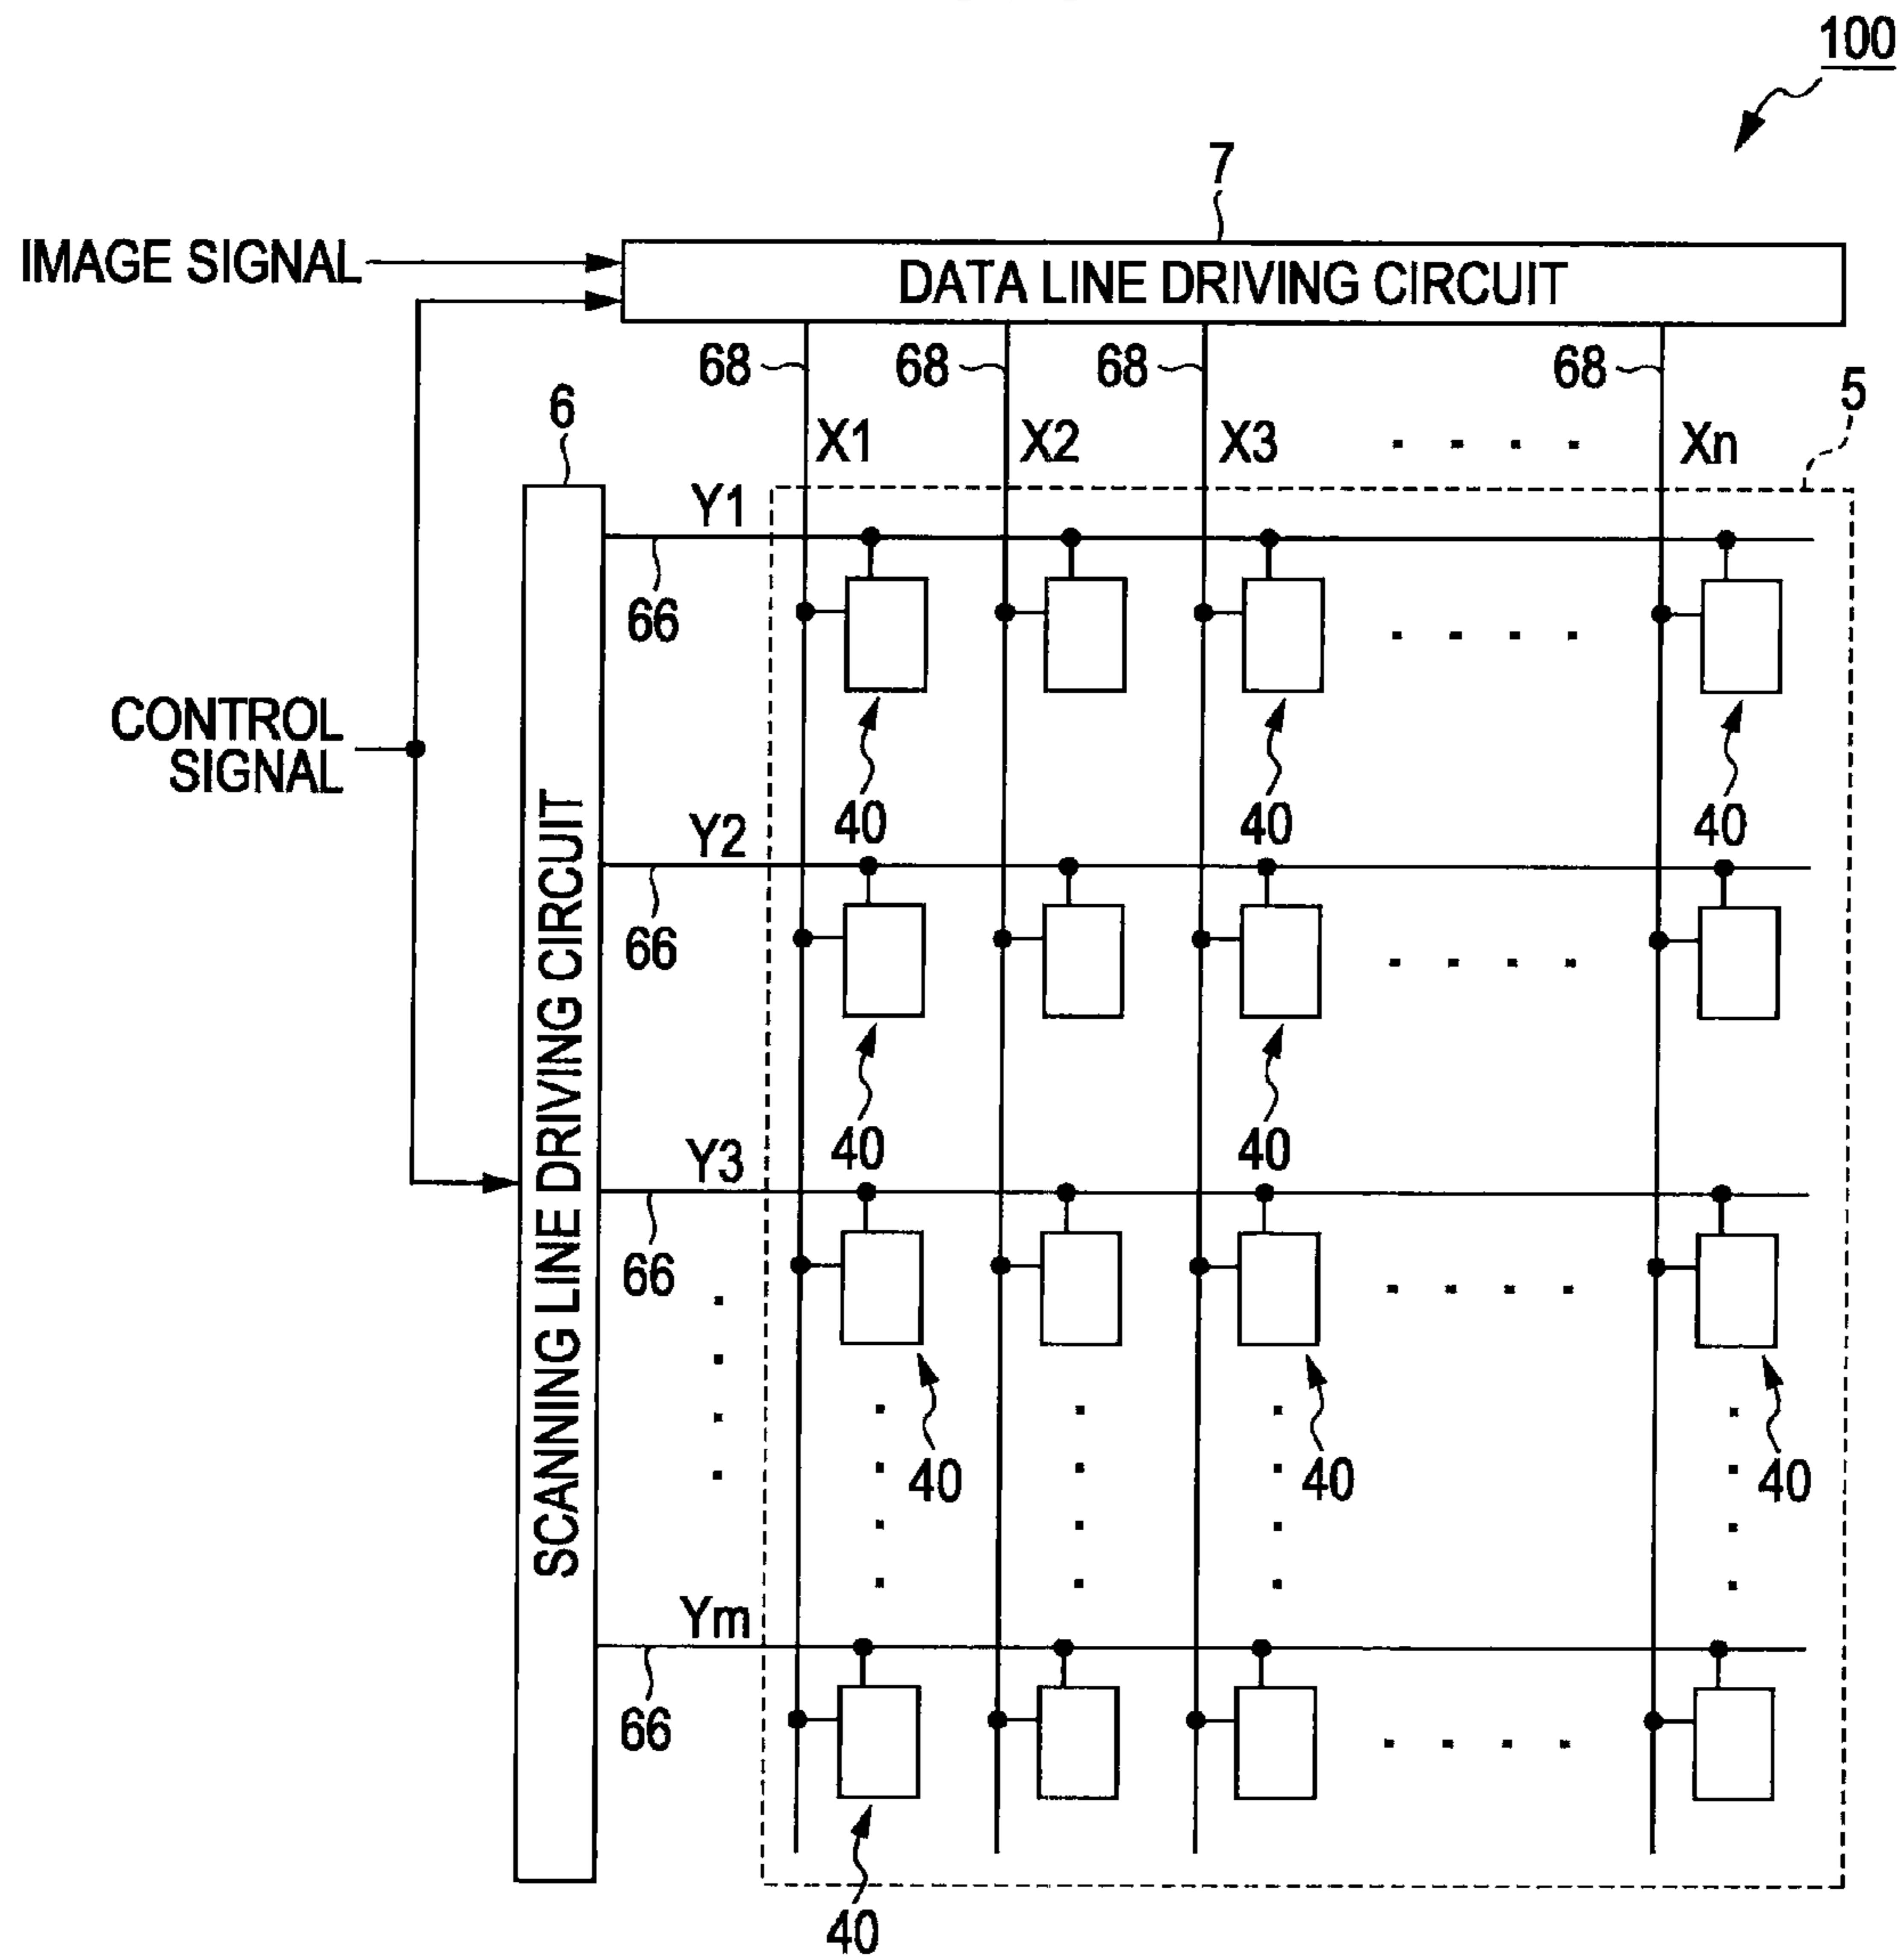 100
7
IMAGE SIGNAL
DATA LINE DRIVING CIRCUIT
68 68 68 68
5
6
X1 X2 X3 . . . . Xn
Y1
66
. . . .
CONTROL
SIGNAL
40 40 40
SCANNING LINE DRIVING CIRCUIT
Y2
66
. . . .
40 40
Y3
66
. . . .
40 40 40
Ym
66
. . . .
40